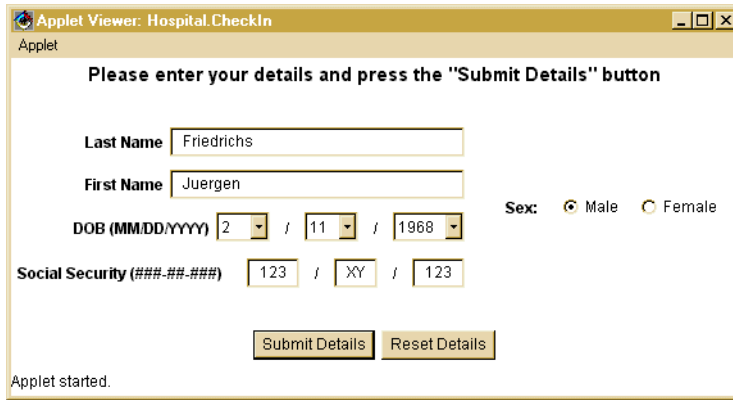 Applet Viewer: Hospital.CheckIn
Applet
Please enter your details and press the "Submit Details" button
Last Name Friedrichs
First Name Juergen
Sex: Male Female
DOB (MM/DD/YYYY) 2 / 11 / 1968
Social Security (###-##-###) 123 / XY / 123
Submit Details Reset Details
Applet started.